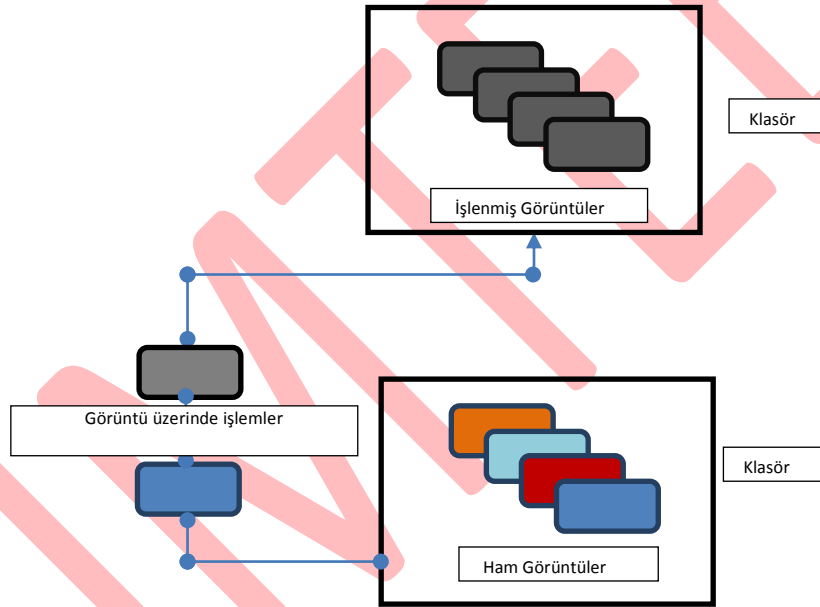 Klasör
İşlenmiş Görüntüler
Görüntü üzerinde işlemler
Klasör
Ham Görüntüler